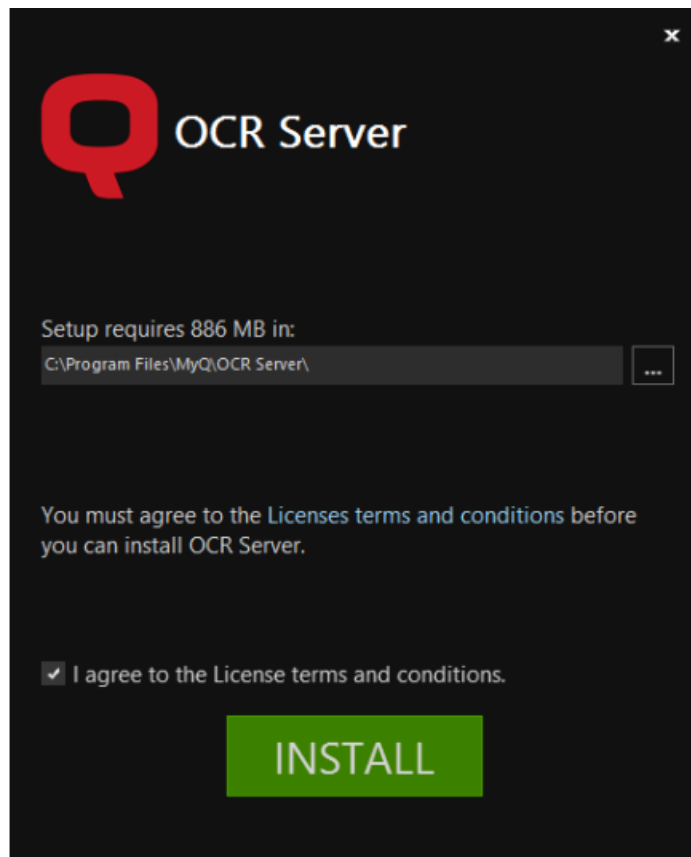 Q OCR Server
Setup requires 886 MB in:
C:\Program Files\MyQ\OCR Server\
...
You must agree to the Licenses terms and conditions before
you can install OCR Server.
I agree to the License terms and conditions.
INSTALL